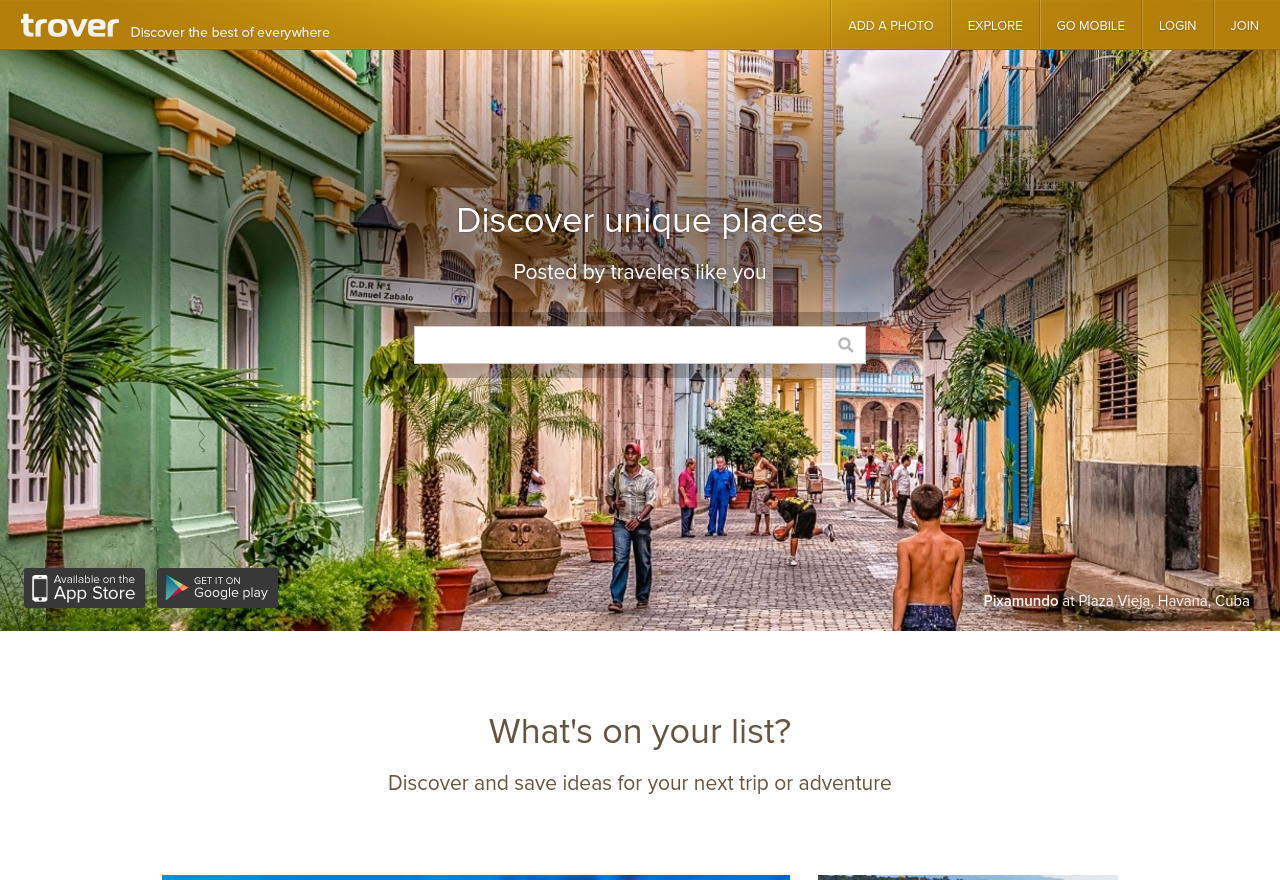 trover Discover the best of everywhere
ADD A PHOTO
EXPLORE
GO MOBILE
LOGIN
JOIN
Discover unique places
Posted by travelers like you
C.D.R Nº1
Manuel Zabalo
Available on the
App Store
GET IT ON
Google play
Pixamundo at Plaza Vieja, Havana, Cuba
What's on your list?
Discover and save ideas for your next trip or adventure